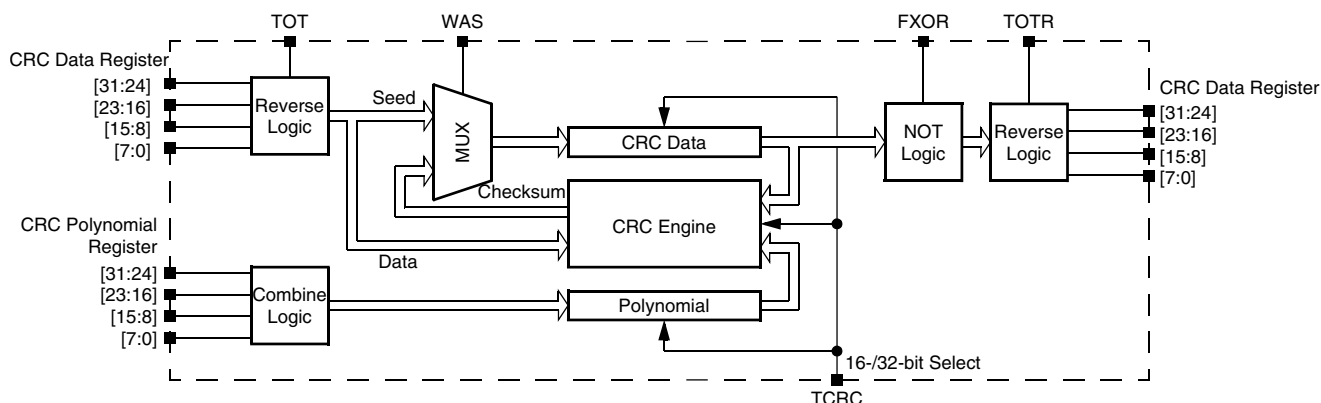 TOT
WAS
FXOR
TOTR
CRC Data Register
[31:24]
[23:16]
[15:8]
[7:0]
Reverse
Logic
Seed
MUX
CRC Data
NOT
Logic
Reverse
Logic
CRC Data Register
[31:24]
[23:16]
[15:8]
[7:0]
Checksum
CRC Engine
CRC Polynomial
Register
[31:24]
[23:16]
[15:8]
[7:0]
Data
Combine
Logic
Polynomial
16-/32-bit Select
TCRC